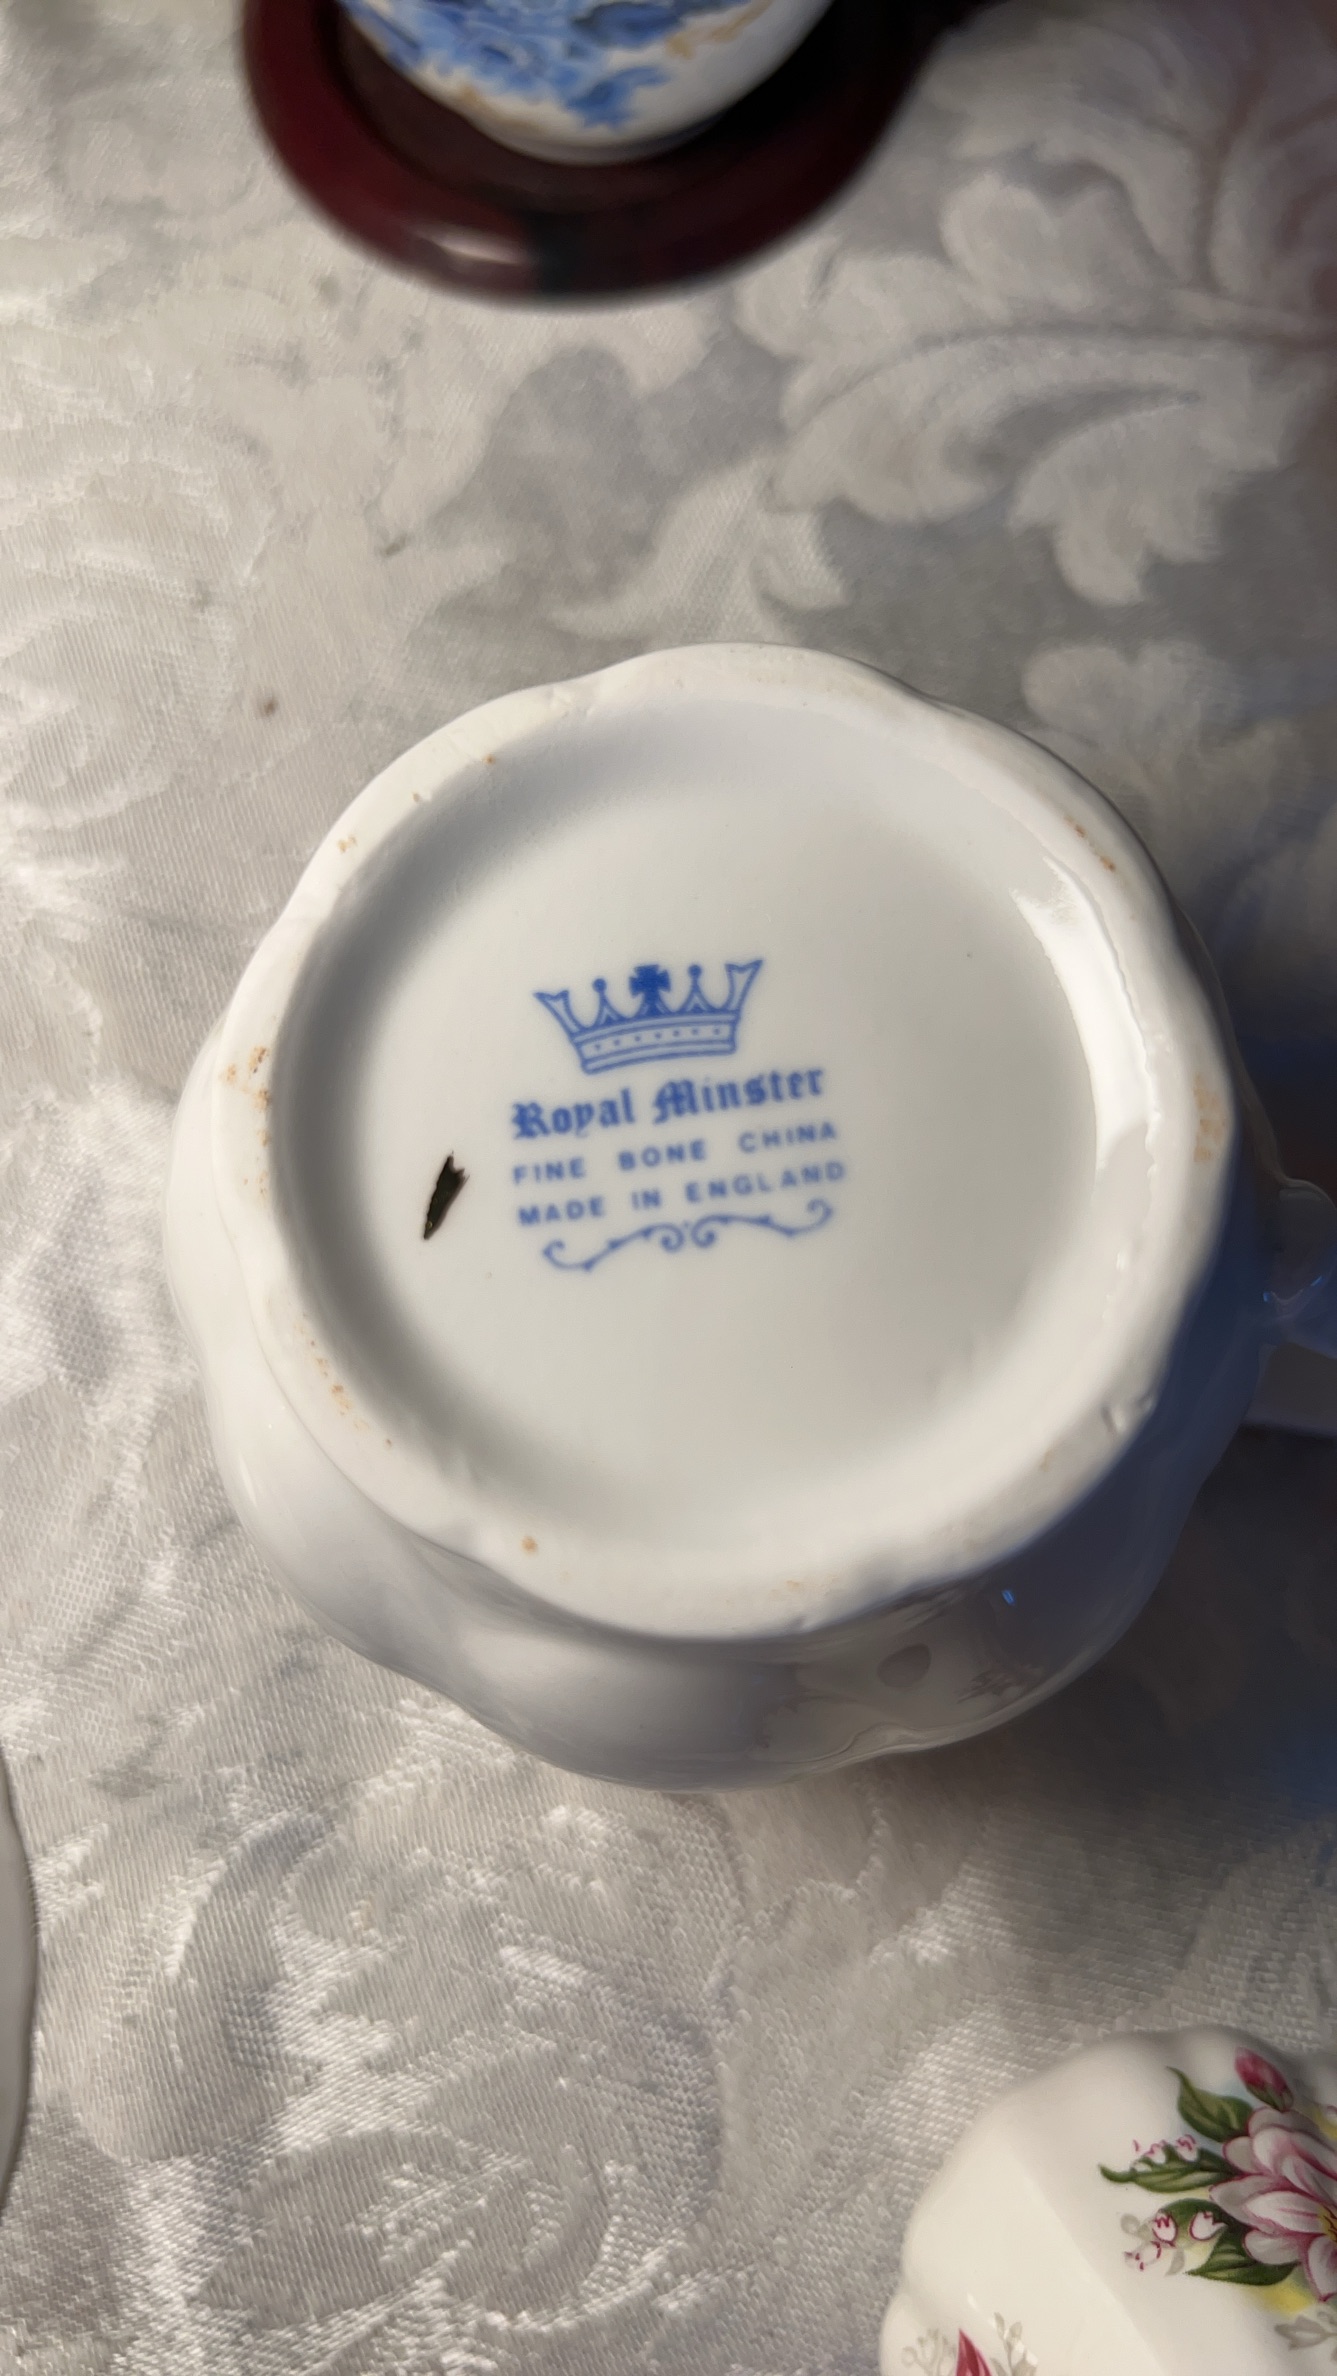 Royal Minster
FINE BONE CHINA
MADE IN ENGLAND